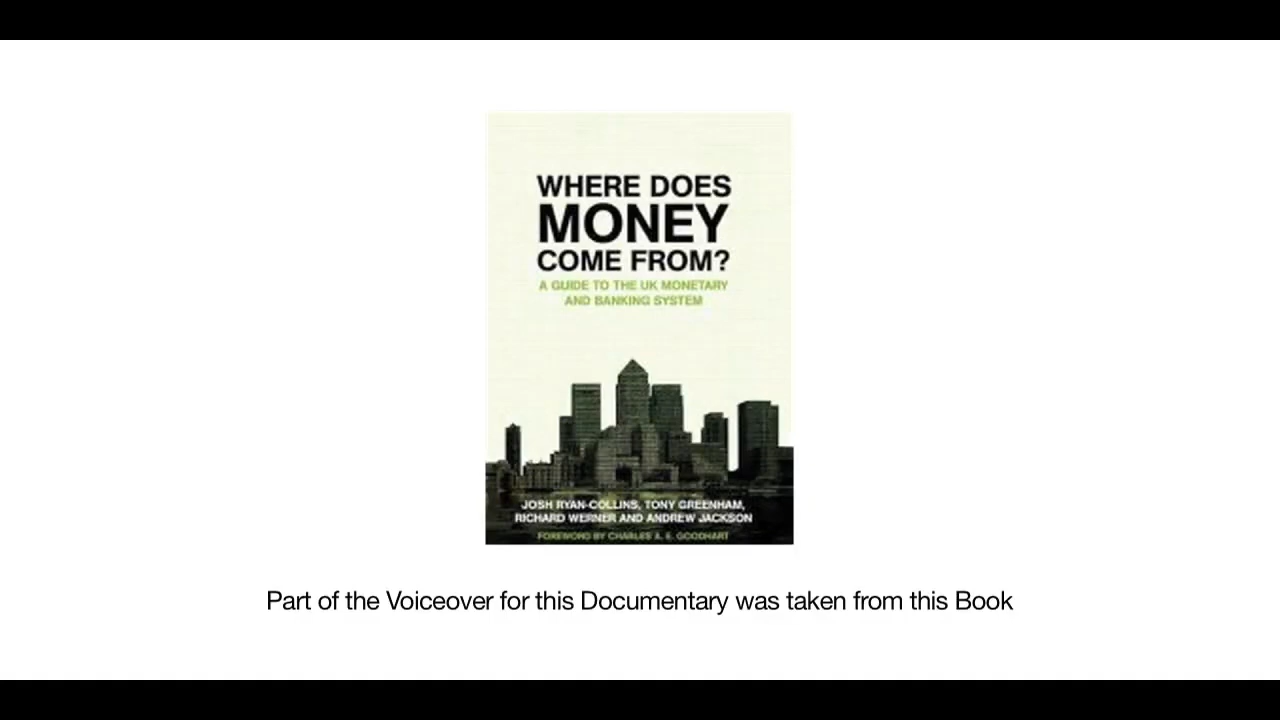 WHERE DOES
MONEY
COME FROM?
A GUIDE TO THE UK MONETARY
AND BANKING SYSTEM
JOSH RYAN-COLLINS, TONY GREENHAM,
RICHARD WERNER AND ANDREW JACKSON
FOREWORD BY CHARLES A. E. GOODHART
Part of the Voiceover for this Documentary was taken from this Book